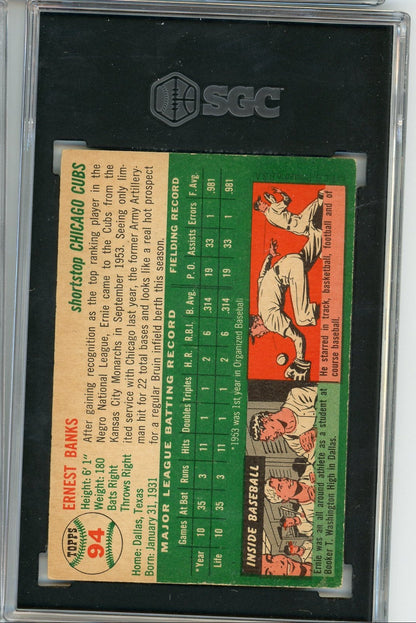 SGC
TOPPS
94
ERNEST BANKS
shortstop CHICAGO CUBS
Height: 6'1"
Weight: 180
Bats Right
Throws Right
Home: Dallas, Texas
Born: January 31, 1931
After gaining recognition as the top ranking player in the
Negro National League, Ernie came to the Cubs from the
Kansas City Monarchs in September 1953. Seeing only lim-
ited service with Chicago last year, the former Army Artillery-
man hit for 22 total bases and looks like a real hot prospect
for a regular Bruin infield berth this season.
MAJOR LEAGUE BATTING RECORD FIELDING RECORD
Games At Bat Runs Hits Doubles Triples H. R. R.B.I. B. Avg. P. O. Assists Errors F. Avg.
*Year 10 35 3 11 1 1 2 6 .314 19 33 1 .981
Life 10 35 3 11 1 1 2 6 .314 19 33 1 .981
*1953 was 1st year in Organized Baseball
INSIDE BASEBALL
Ernie was an all around athlete as a student at
Booker T. Washington High in Dallas.
He starred in track, basketball, football and of
course baseball.